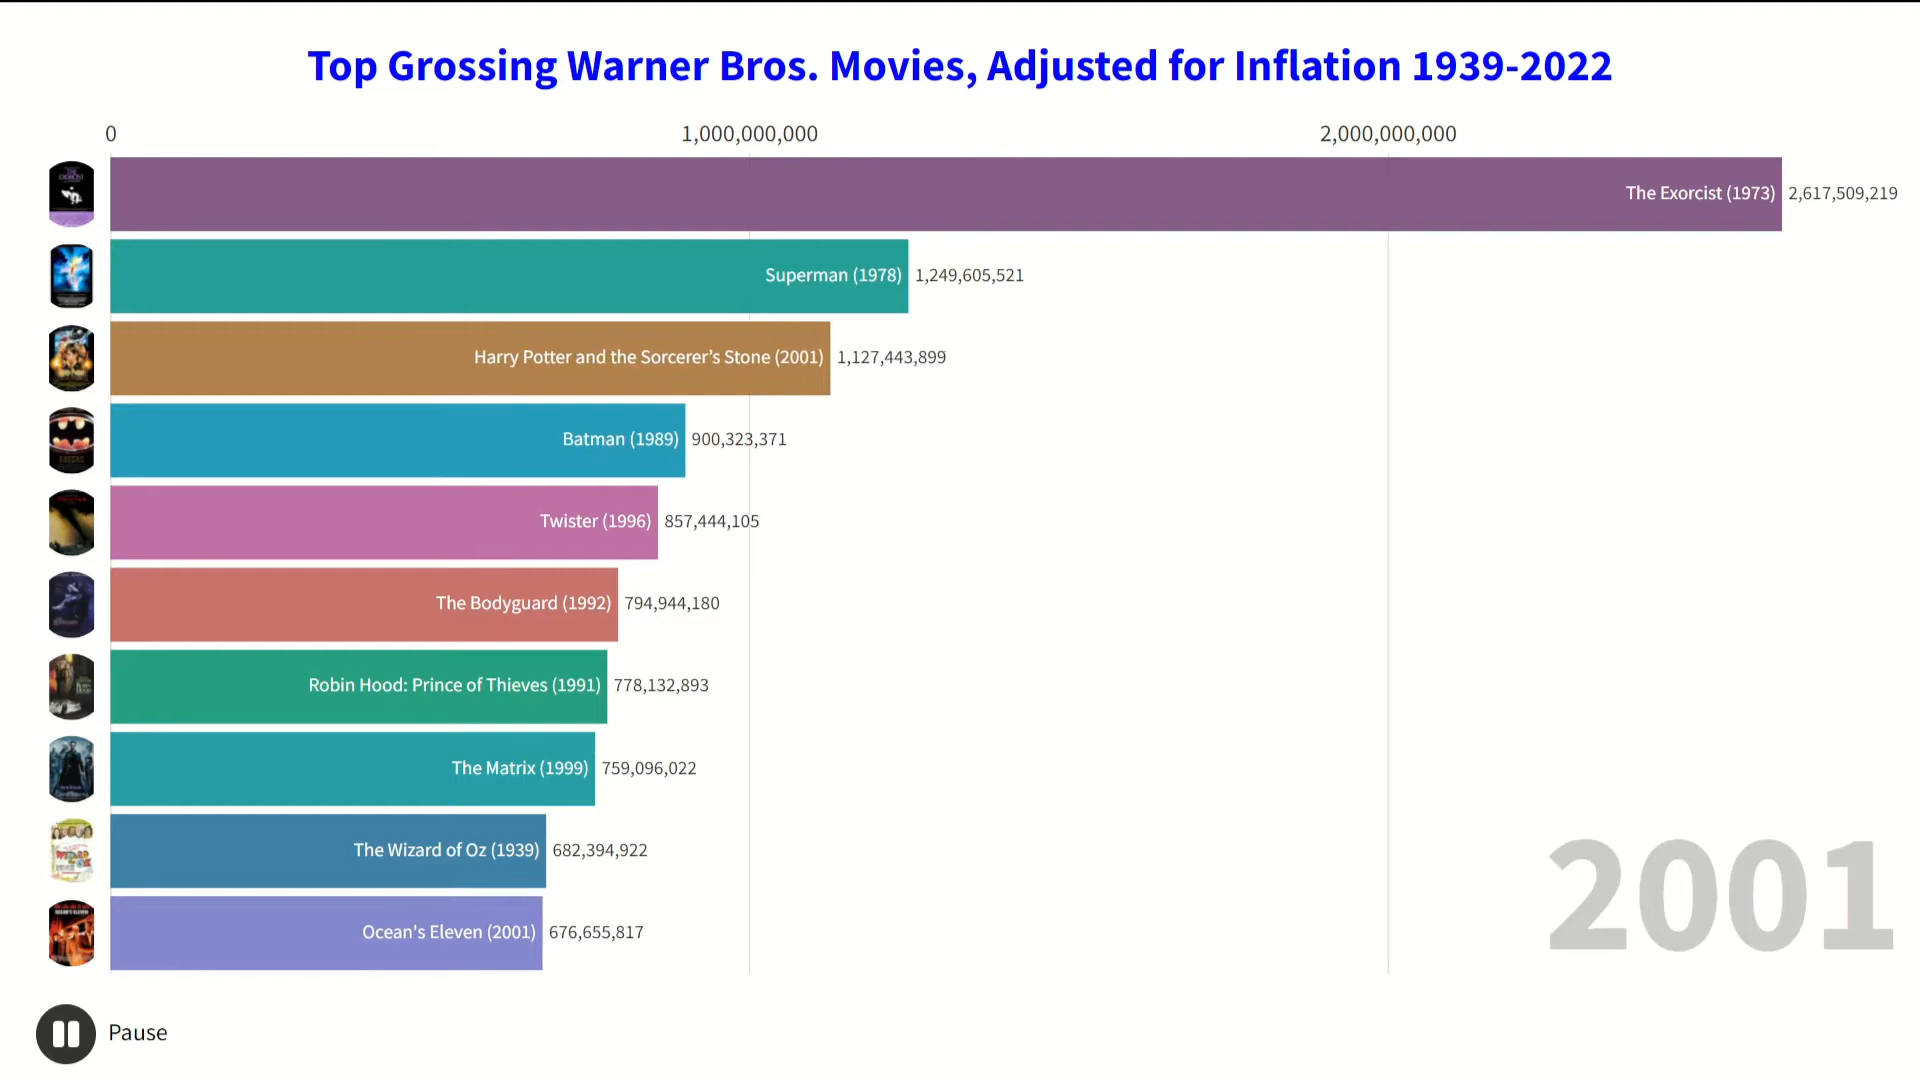 Top Grossing Warner Bros. Movies, Adjusted for Inflation 1939-2022
0 1,000,000,000 2,000,000,000
The Exorcist (1973) 2,617,509,219
Superman (1978) 1,249,605,521
Harry Potter and the Sorcerer’s Stone (2001) 1,127,443,899
Batman (1989) 900,323,371
Twister (1996) 857,444,105
The Bodyguard (1992) 794,944,180
Robin Hood: Prince of Thieves (1991) 778,132,893
The Matrix (1999) 759,096,022
The Wizard of Oz (1939) 682,394,922
Ocean's Eleven (2001) 676,655,817
2001
Pause